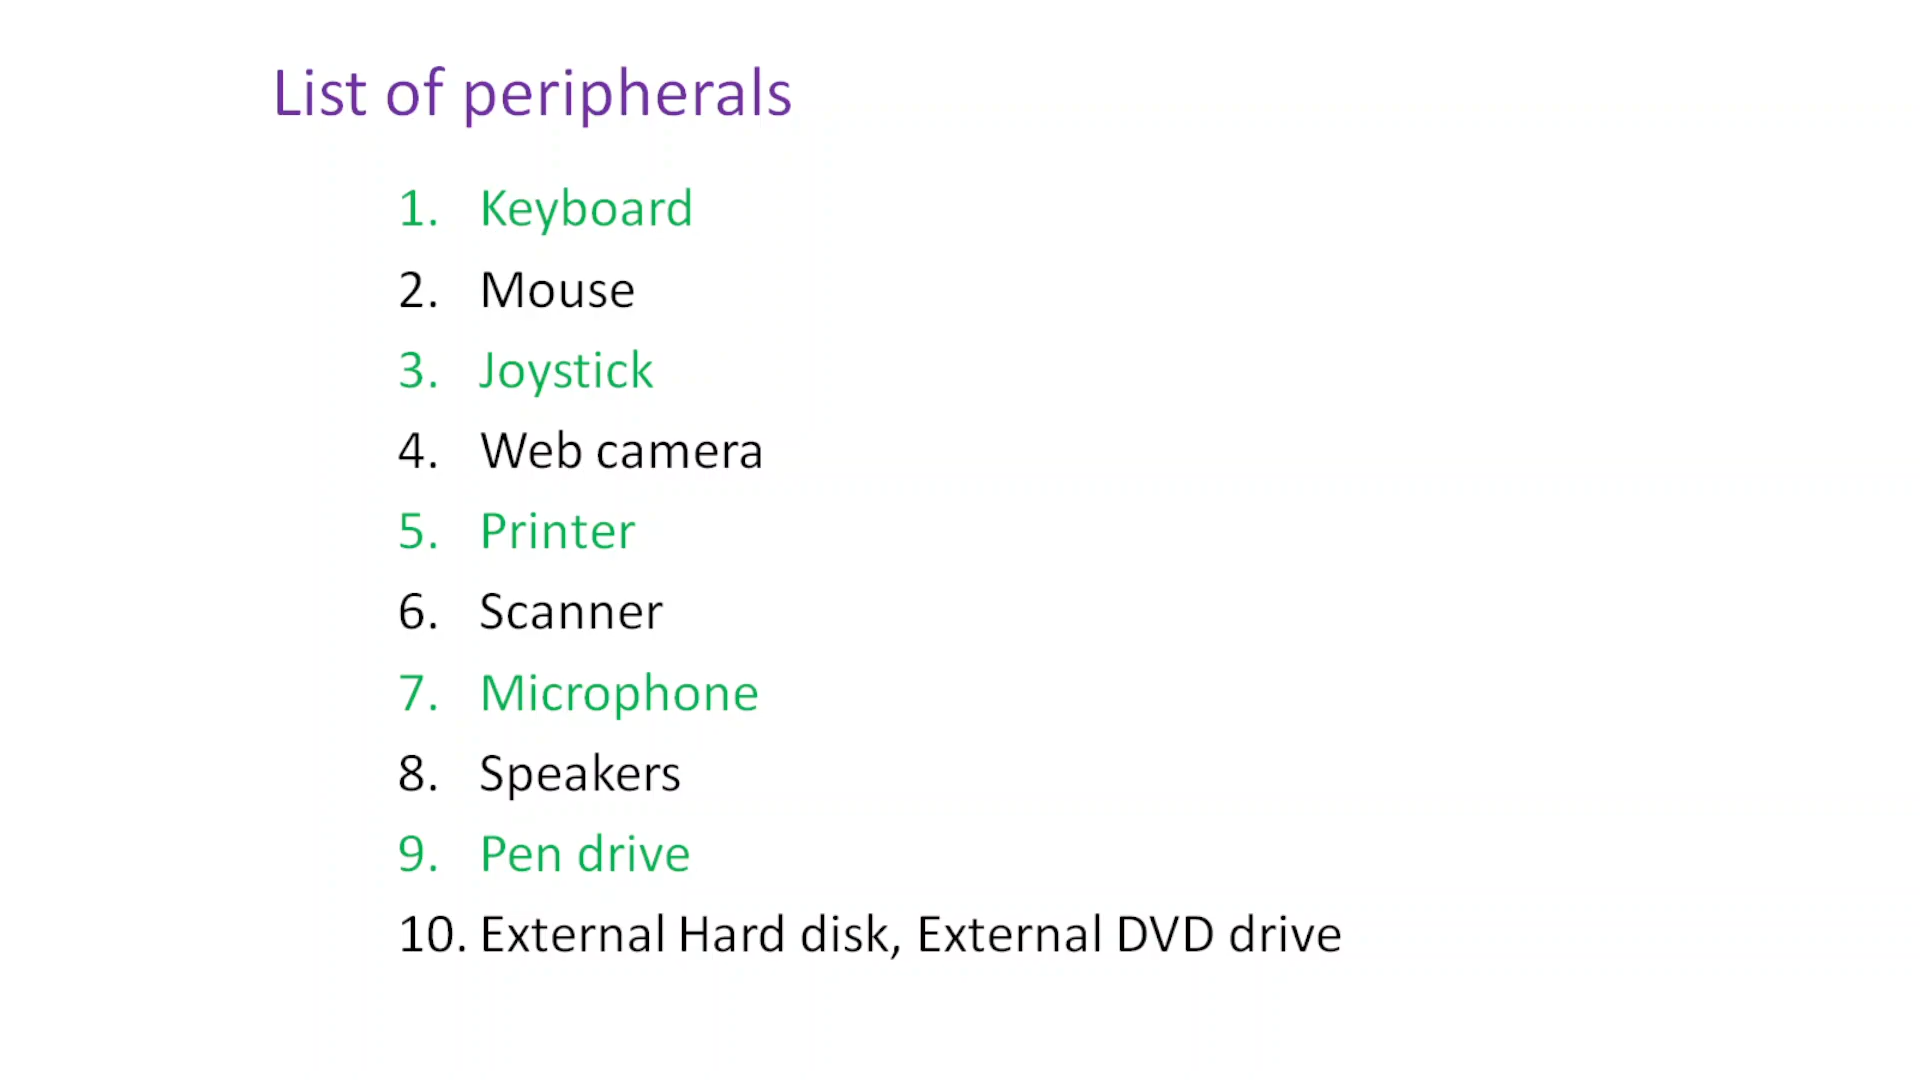 List of peripherals
1. Keyboard
2. Mouse
3. Joystick
4. Web camera
5. Printer
6. Scanner
7. Microphone
8. Speakers
9. Pen drive
10. External Hard disk, External DVD drive